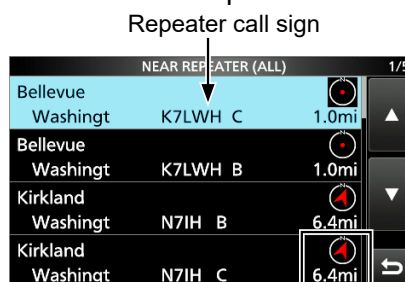 Repeater call sign
NEAR REPEATER (ALL) 1/5
Bellevue N
Washingt K7LWH C 1.0mi
Bellevue N
Washingt K7LWH B 1.0mi
Kirkland N
Washingt N7IH B 6.4mi
Kirkland N
Washingt N7IH C 6.4mi